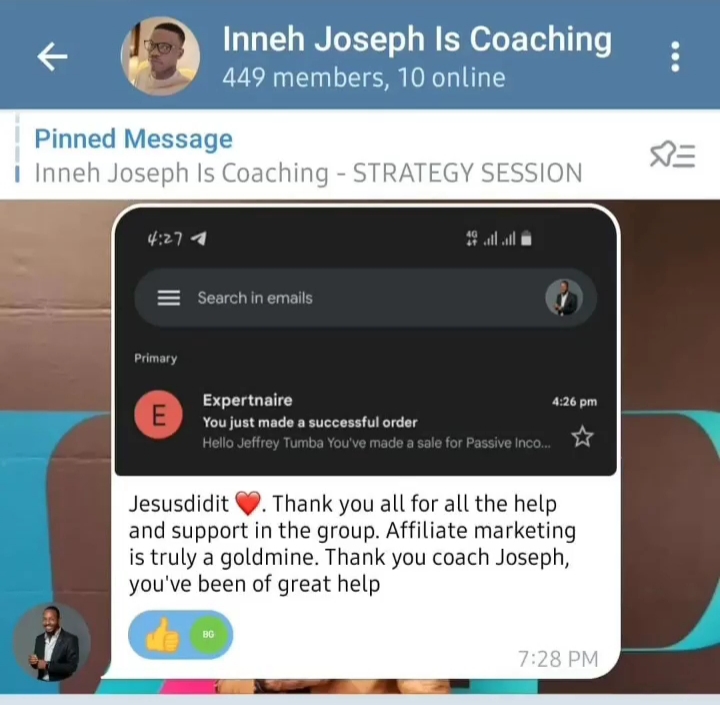 Inneh Joseph Is Coaching
449 members, 10 online
Pinned Message
Inneh Joseph Is Coaching - STRATEGY SESSION
4:27
4G
Search in emails
Primary
E
Expertnaire
4:26 pm
You just made a successful order
Hello Jeffrey Tumba You've made a sale for Passive Inco...
Jesusdidit ❤️. Thank you all for all the help
and support in the group. Affiliate marketing
is truly a goldmine. Thank you coach Joseph,
you've been of great help
👍 BG
7:28 PM